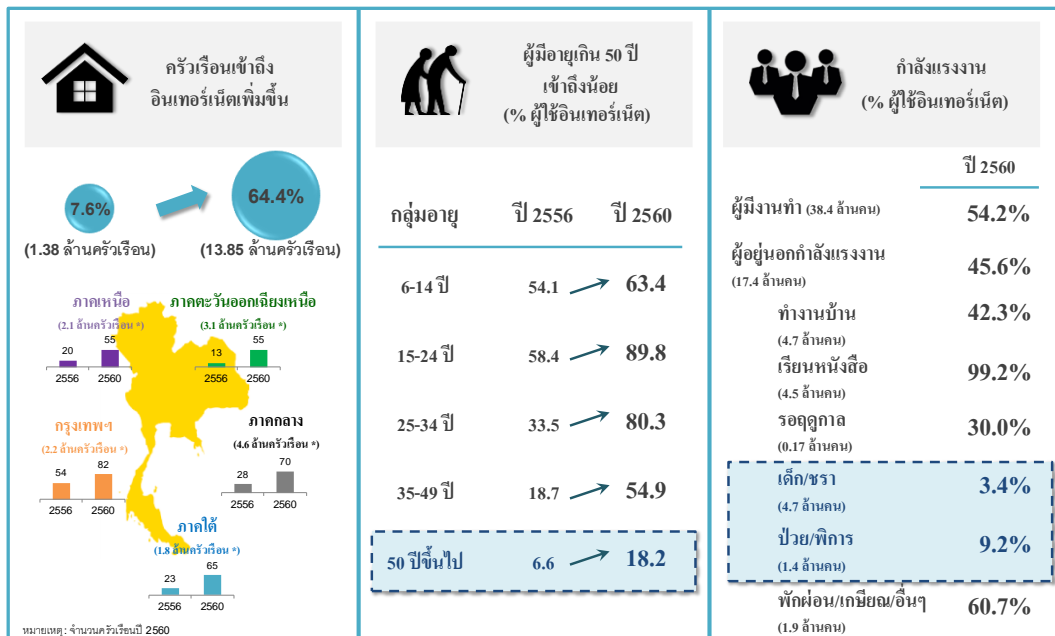 ครัวเรือนเข้าถึง
อินเทอร์เน็ตเพิ่มขึ้น
7.6%
64.4%
(1.38 ล้านครัวเรือน)
(13.85 ล้านครัวเรือน)
ภาคเหนือ
(2.1 ล้านครัวเรือน *)
20
55
2556
2560
ภาคตะวันออกเฉียงเหนือ
(3.1 ล้านครัวเรือน *)
13
55
2556
2560
กรุงเทพฯ
(2.2 ล้านครัวเรือน *)
54
82
2556
2560
ภาคกลาง
(4.6 ล้านครัวเรือน *)
28
70
2556
2560
ภาคใต้
(1.8 ล้านครัวเรือน *)
23
65
2556
2560
หมายเหตุ: จำนวนครัวเรือนปี 2560
ผู้มีอายุเกิน 50 ปี
เข้าถึงน้อย
(% ผู้ใช้อินเทอร์เน็ต)
กลุ่มอายุ ปี 2556 ปี 2560
6-14 ปี 54.1 63.4
15-24 ปี 58.4 89.8
25-34 ปี 33.5 80.3
35-49 ปี 18.7 54.9
50 ปีขึ้นไป 6.6 18.2
กำลังแรงงาน
(% ผู้ใช้อินเทอร์เน็ต)
ปี 2560
ผู้มีงานทำ (38.4 ล้านคน) 54.2%
ผู้อยู่นอกกำลังแรงงาน
(17.4 ล้านคน) 45.6%
ทำงานบ้าน 42.3%
(4.7 ล้านคน)
เรียนหนังสือ 99.2%
(4.5 ล้านคน)
รอฤดูกาล 30.0%
(0.17 ล้านคน)
เด็ก/ชรา 3.4%
(4.7 ล้านคน)
ป่วย/พิการ 9.2%
(1.4 ล้านคน)
พักผ่อน/เกษียณ/อื่นๆ 60.7%
(1.9 ล้านคน)